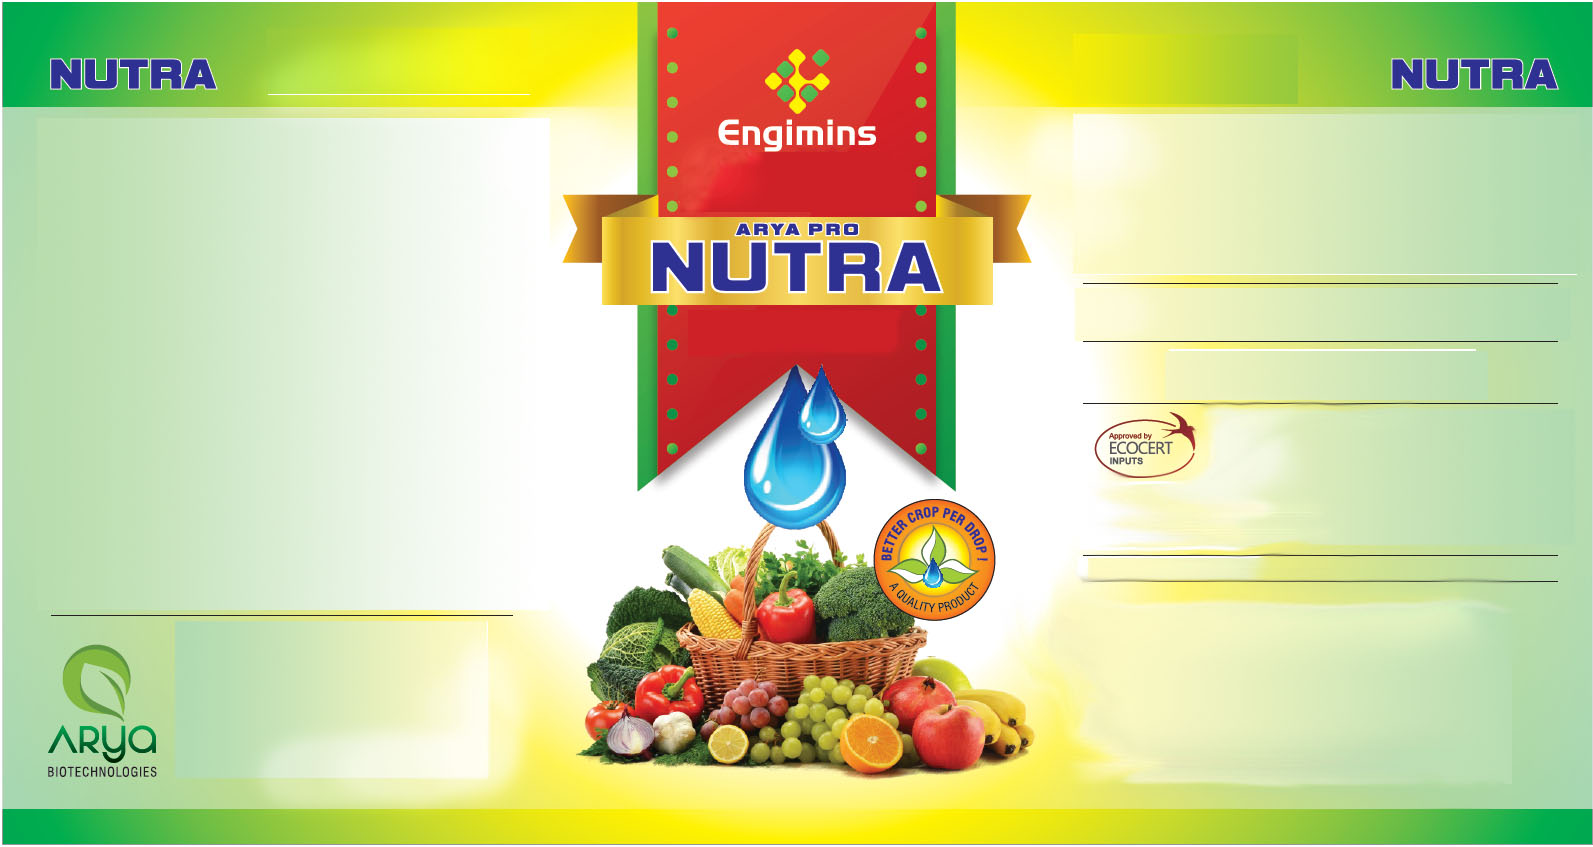 NUTRA
Engimins
ARYA PRO
NUTRA
NUTRA
Approved by
ECOCERT
INPUTS
BETTER CROP PER DROP !
A QUALITY PRODUCT
ARya
BIOTECHNOLOGIES